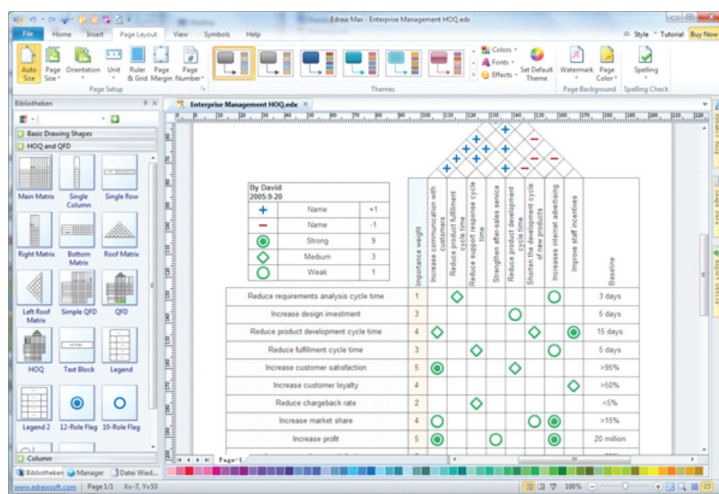 Edraw Max - Enterprise Management HOQ.edx
File Home Insert Page Layout View Symbols Help
Style Tutorial Buy Now
Auto Size
Page Size
Orientation
Unit
Ruler & Grid
Page Margin
Page Number
Colors
Fonts
Effects
Set Default Theme
Watermark
Page Color
Spelling
Page Setup
Themes
Page Background
Spelling Check
Bibliotheken
Enterprise Management HOQ.edx
Basic Drawing Shapes
HOQ and QFD
Main Matrix
Single Column
Single Row
Right Matrix
Bottom Matrix
Roof Matrix
Left Roof Matrix
Simple QFD
QFD
HOQ
Text Block
Legend
Legend 2
12-Role Flag
10-Role Flag
Column
Bibliotheken Manager Datei Wied...
By David
2005-9-20
+ Name +1
− Name -1
Strong 9
Medium 3
Weak 1
Importance weight
Increase communication with customers
Reduce product fulfillment cycle time
Reduce support response cycle time
Strengthen after-sales service
Reduce product development cycle time
Shorten the development cycle of new products
Increases internet advertising
Improve staff incentives
Baseline
Reduce requirements analysis cycle time 1 3 days
Increase design investment 3 5 days
Reduce product development cycle time 4 15 days
Reduce fulfillment cycle time 3 5 days
Increase customer satisfaction 5 >95%
Increase customer loyalty 4 >50%
Reduce chargeback rate 2 <5%
Increase market share 4 >15%
Increase profit 5 20 million
Page-1
www.edrawsoft.com Page 1/1 X=-7, Y=53
100%